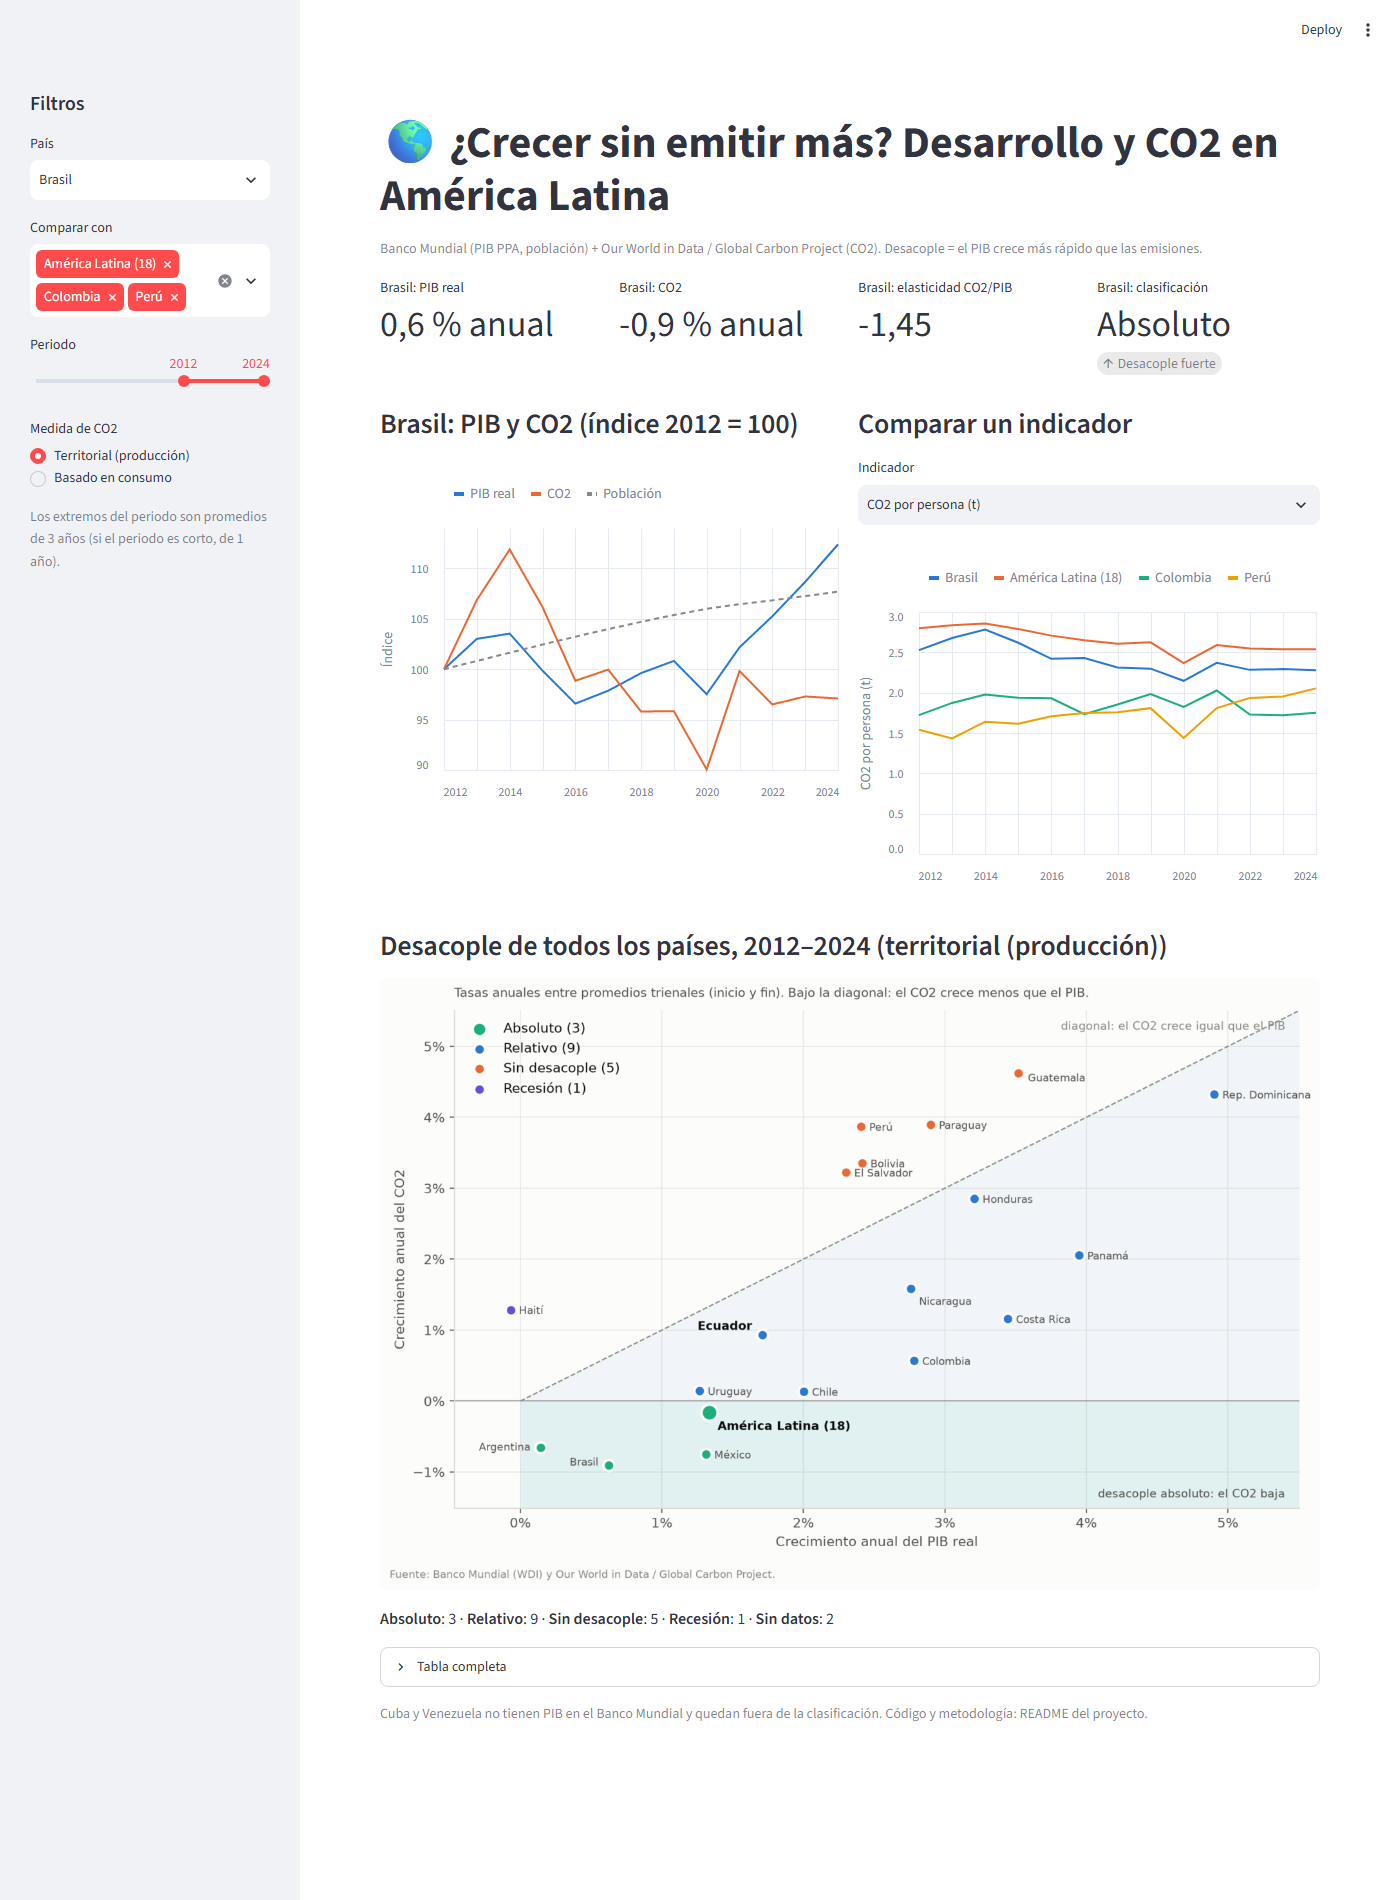 Deploy
Filtros
País
Brasil
Comparar con
América Latina (18) ×
Colombia × Perú ×
Periodo
2012 2024
Medida de CO2
Territorial (producción)
Basado en consumo
Los extremos del periodo son promedios
de 3 años (si el periodo es corto, de 1
año).
¿Crecer sin emitir más? Desarrollo y CO2 en
América Latina
Banco Mundial (PIB PPA, población) + Our World in Data / Global Carbon Project (CO2). Desacople = el PIB crece más rápido que las emisiones.
Brasil: PIB real
0,6 % anual
Brasil: CO2
-0,9 % anual
Brasil: elasticidad CO2/PIB
-1,45
Brasil: clasificación
Absoluto
↑ Desacople fuerte
Brasil: PIB y CO2 (índice 2012 = 100)
PIB real CO2 Población
Índice
110
105
100
95
90
2012 2014 2016 2018 2020 2022 2024
Comparar un indicador
Indicador
CO2 por persona (t)
Brasil América Latina (18) Colombia Perú
CO2 por persona (t)
3.0
2.5
2.0
1.5
1.0
0.5
0.0
2012 2014 2016 2018 2020 2022 2024
Desacople de todos los países, 2012–2024 (territorial (producción))
Tasas anuales entre promedios trienales (inicio y fin). Bajo la diagonal: el CO2 crece menos que el PIB.
Absoluto (3)
Relativo (9)
Sin desacople (5)
Recesión (1)
diagonal: el CO2 crece igual que el PIB
Crecimiento anual del CO2
5%
4%
3%
2%
1%
0%
−1%
Guatemala
Rep. Dominicana
Perú
Paraguay
Bolivia
El Salvador
Honduras
Panamá
Nicaragua
Haití
Costa Rica
Ecuador
Colombia
Uruguay
Chile
América Latina (18)
Argentina
México
Brasil
desacople absoluto: el CO2 baja
0% 1% 2% 3% 4% 5%
Crecimiento anual del PIB real
Fuente: Banco Mundial (WDI) y Our World in Data / Global Carbon Project.
Absoluto: 3 · Relativo: 9 · Sin desacople: 5 · Recesión: 1 · Sin datos: 2
Tabla completa
Cuba y Venezuela no tienen PIB en el Banco Mundial y quedan fuera de la clasificación. Código y metodología: README del proyecto.